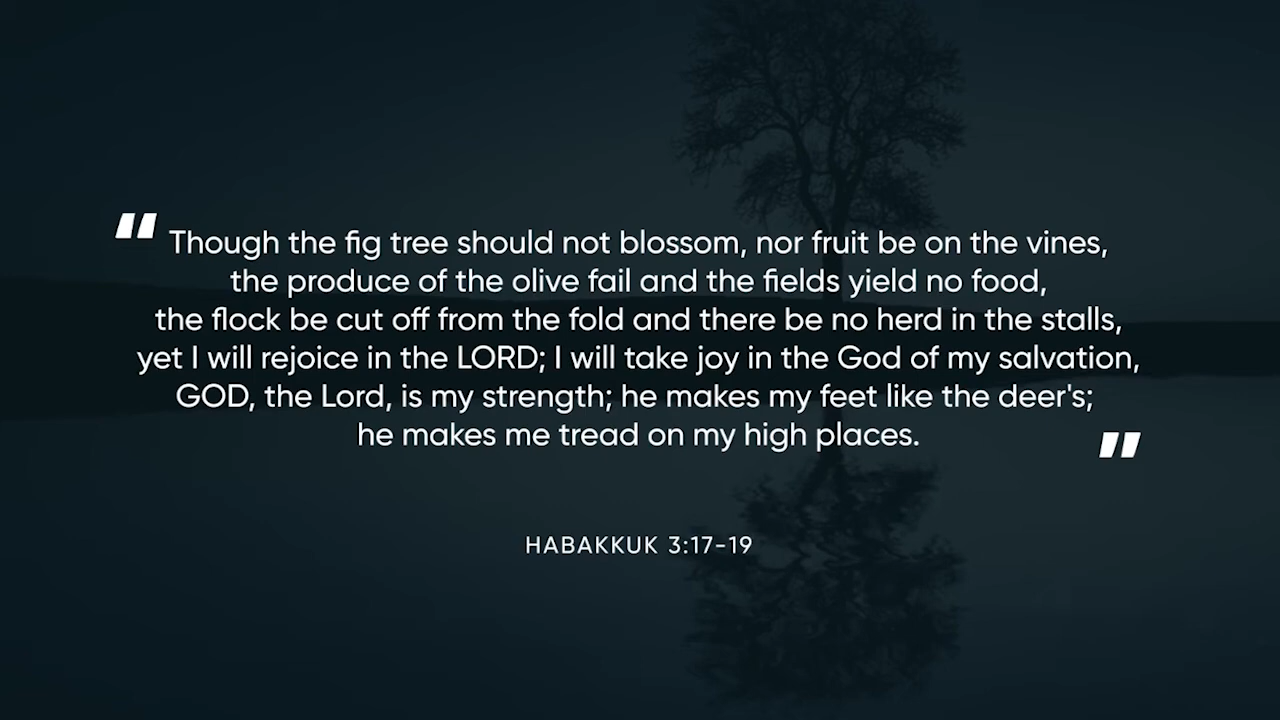 "Though the fig tree should not blossom, nor fruit be on the vines,
the produce of the olive fail and the fields yield no food,
the flock be cut off from the fold and there be no herd in the stalls,
yet I will rejoice in the LORD; I will take joy in the God of my salvation,
GOD, the Lord, is my strength; he makes my feet like the deer's;
he makes me tread on my high places."
HABAKKUK 3:17-19